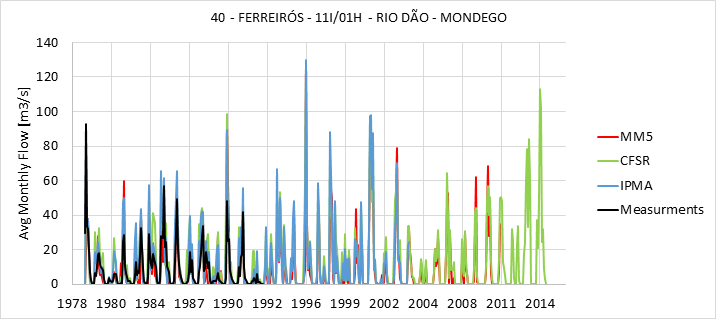 40 - FERREIRÓS - 11I/01H - RIO DÃO - MONDEGO
Avg Monthly Flow [m3/s]
140
120
100
80
60
40
20
0
1978 1980 1984 1987 1990 1992 1996 1999 2002 2004 2008 2011 2014
MM5
CFSR
IPMA
Measurments